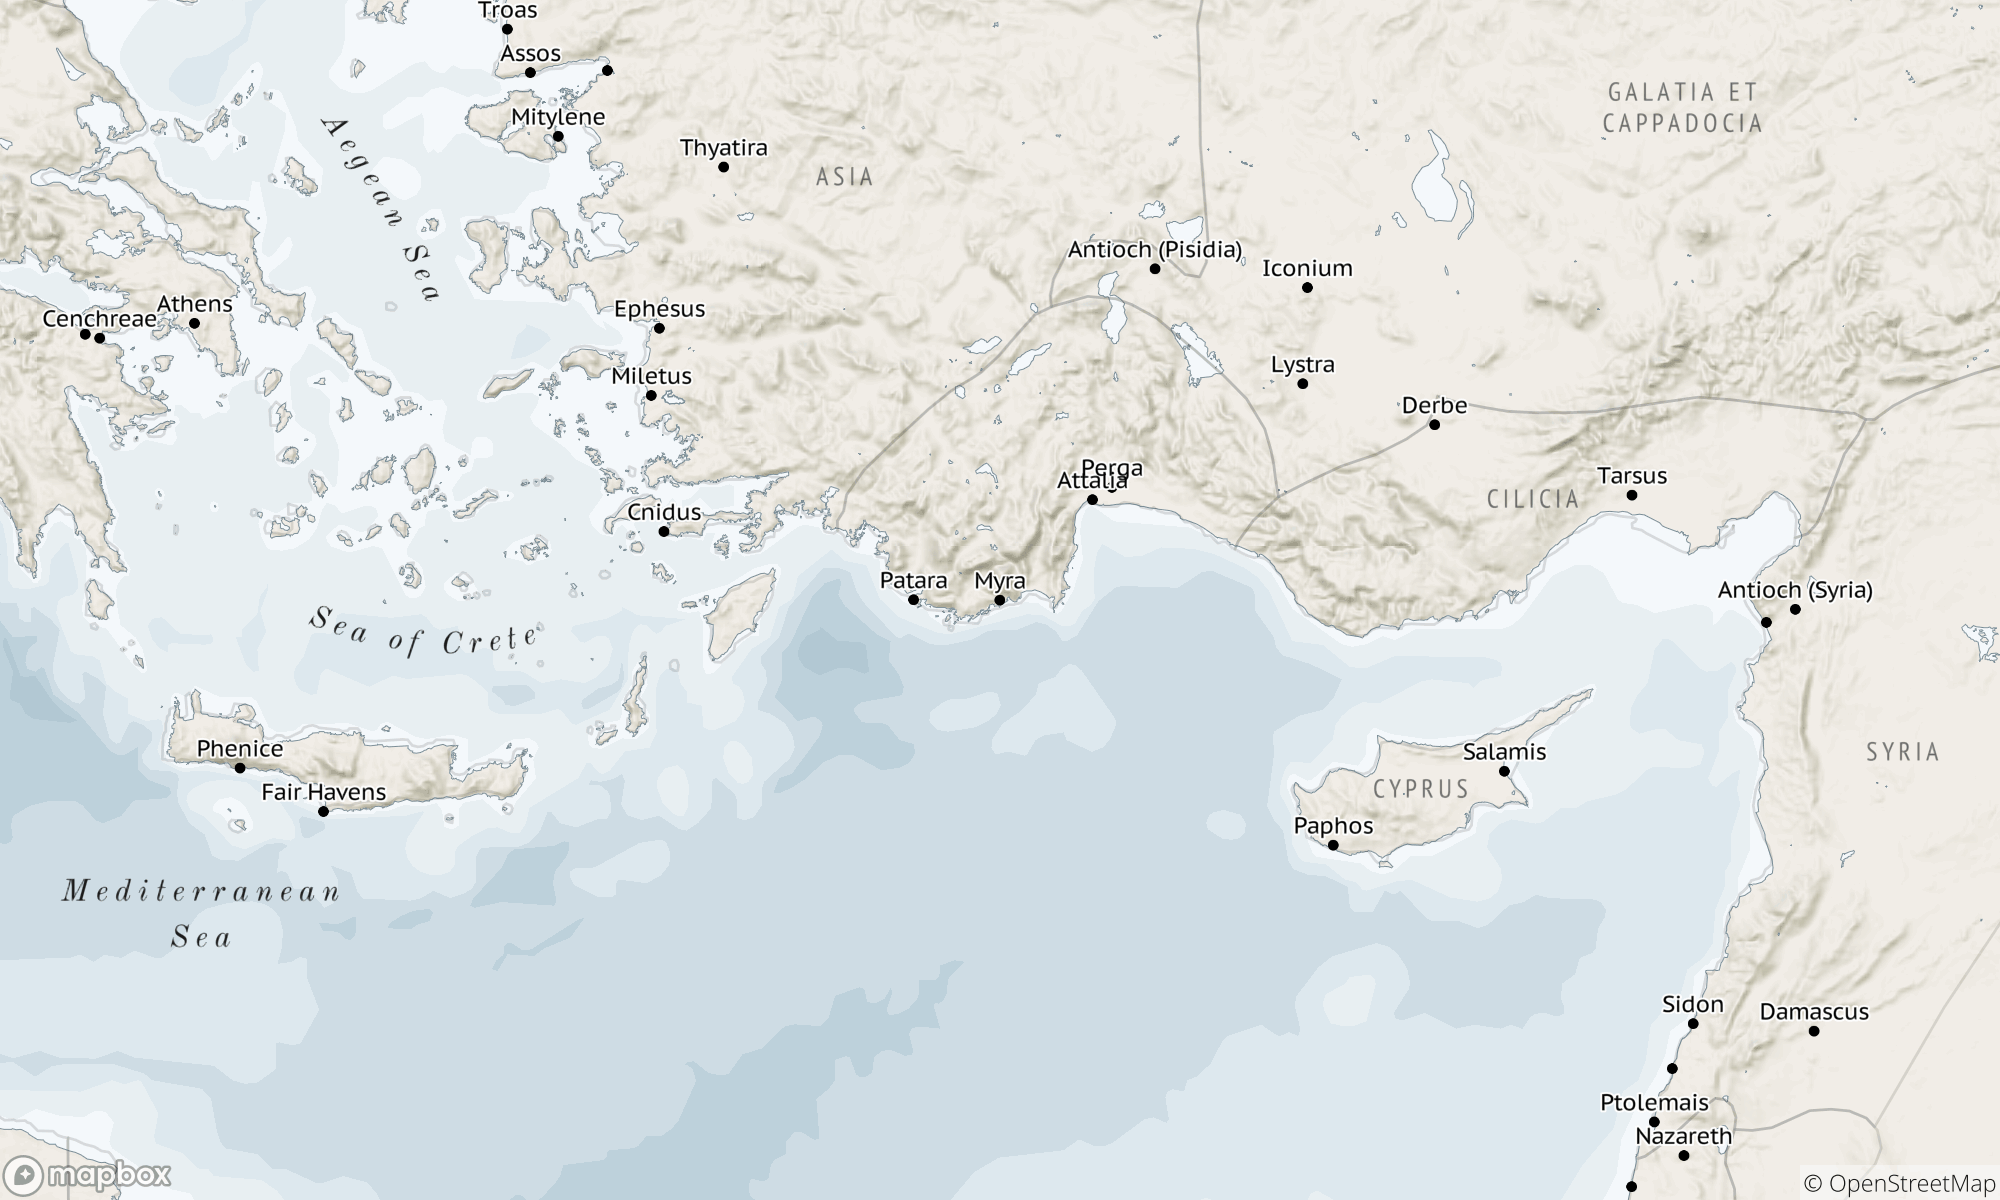 Troas
Assos
Mitylene
Aegean Sea
Thyatira
ASIA
GALATIA ET
CAPPADOCIA
Antioch (Pisidia)
Iconium
Cenchreae
Athens
Ephesus
Miletus
Lystra
Derbe
Perga
Attalia
Tarsus
CILICIA
Cnidus
Patara
Myra
Antioch (Syria)
Sea of Crete
Phenice
Fair Havens
Salamis
CYPRUS
Paphos
SYRIA
Mediterranean
Sea
Sidon
Damascus
Ptolemais
Nazareth
mapbox
© OpenStreetMap